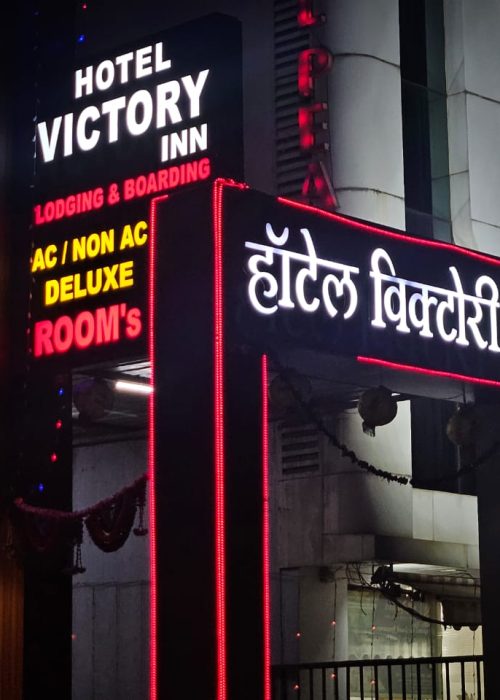 HOTEL
VICTORY
INN
LODGING & BOARDING
AC / NON AC
DELUXE
ROOM's
हॉटेल विक्टोरी